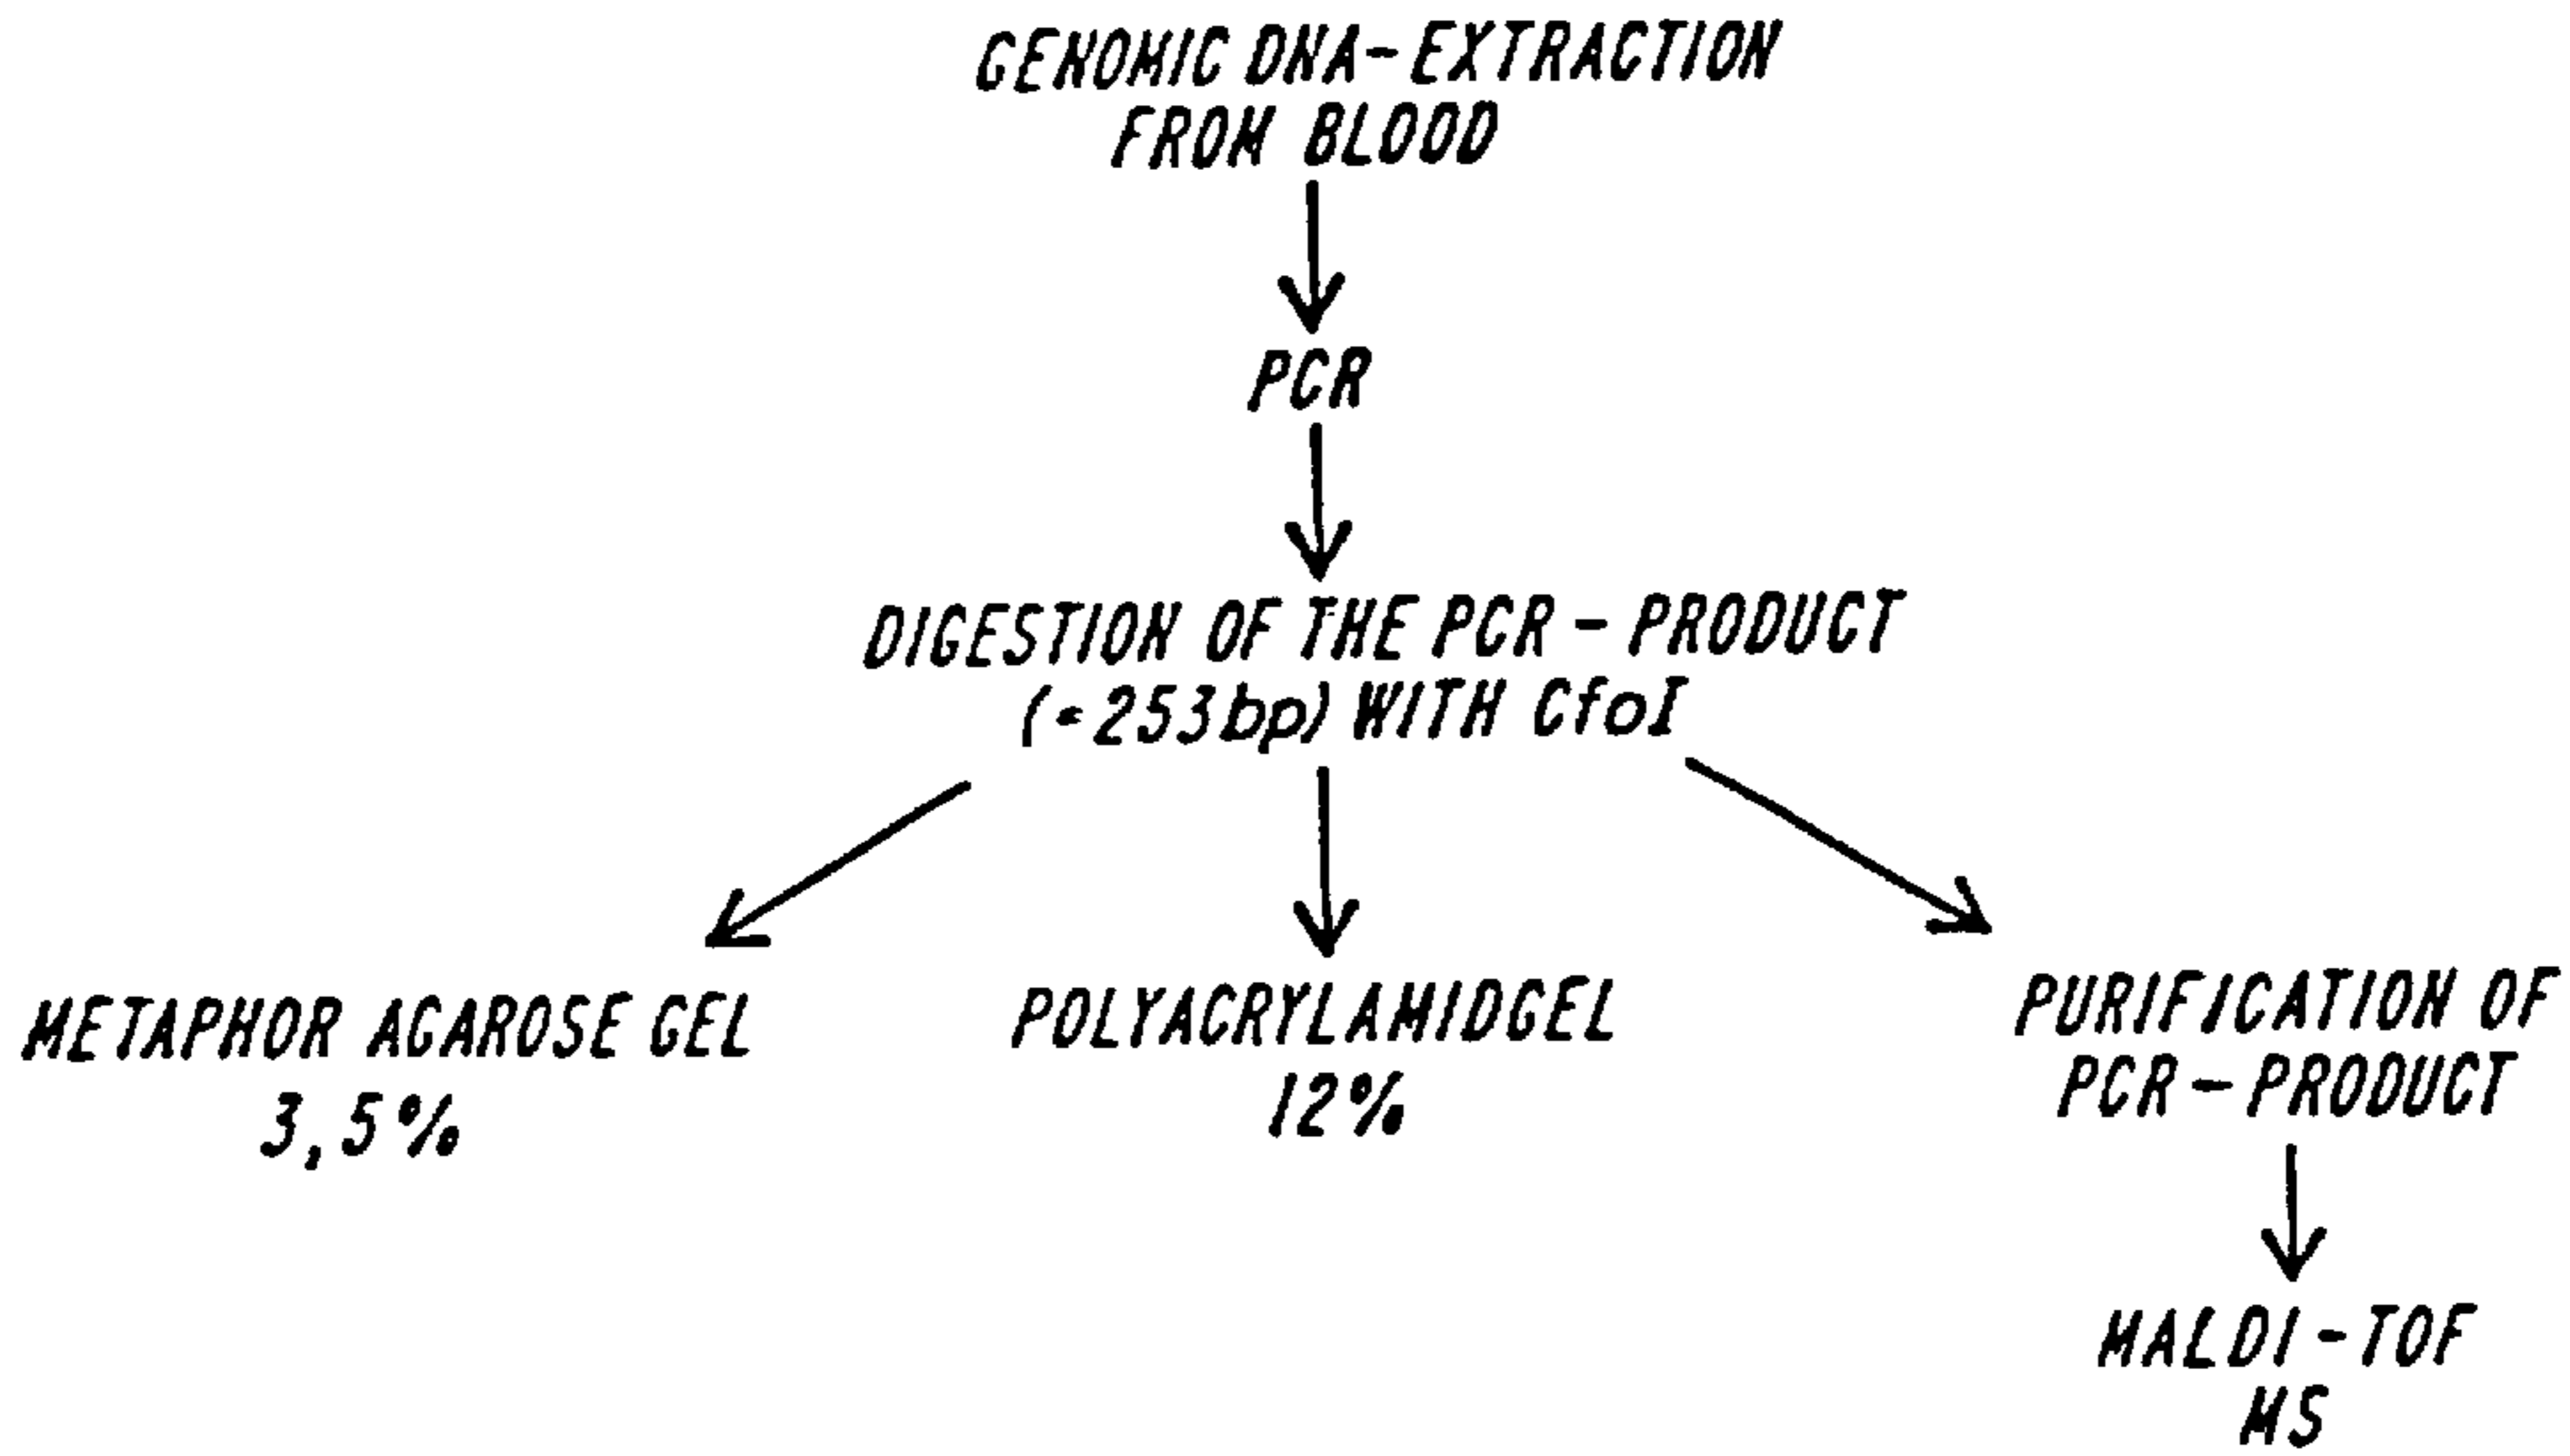 GENOMIC DNA-EXTRACTION
FROM BLOOD
PCR
DIGESTION OF THE PCR - PRODUCT
(=253bp) WITH CfoI
METAPHOR AGAROSE GEL
3,5%
POLYACRYLAMIDGEL
12%
PURIFICATION OF
PCR - PRODUCT
MALDI - TOF
MS